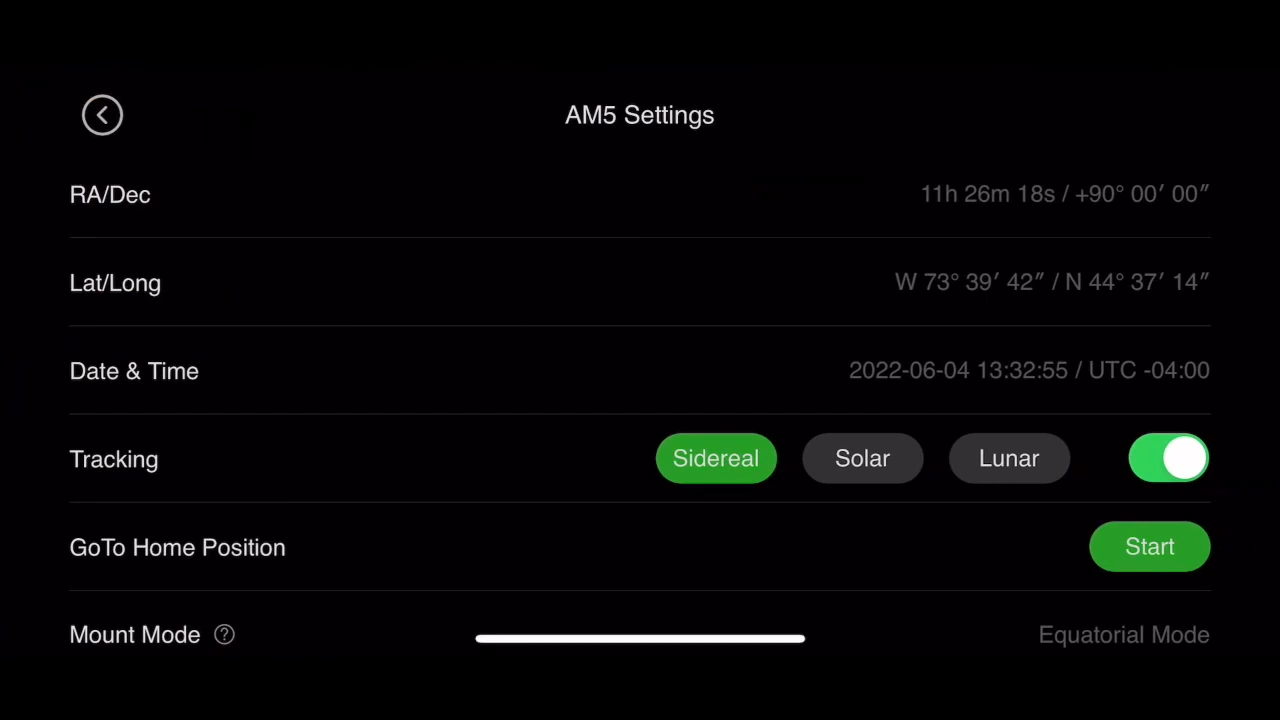 AM5 Settings
RA/Dec 11h 26m 18s / +90° 00′ 00″
Lat/Long W 73° 39′ 42″ / N 44° 37′ 14″
Date & Time 2022-06-04 13:32:55 / UTC -04:00
Tracking Sidereal Solar Lunar
GoTo Home Position Start
Mount Mode ? Equatorial Mode